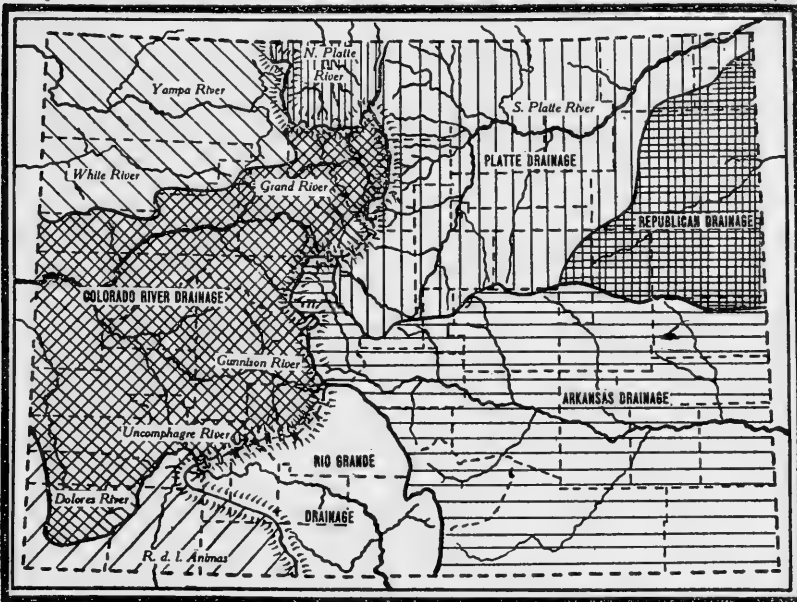 N. Platte
River
Yampa River
S. Platte River
PLATTE DRAINAGE
White River
Grand River
REPUBLICAN DRAINAGE
COLORADO RIVER DRAINAGE
Gunnison River
ARKANSAS DRAINAGE
Uncomphagre River
RIO GRANDE
Dolores River
DRAINAGE
R. d. l. Animas